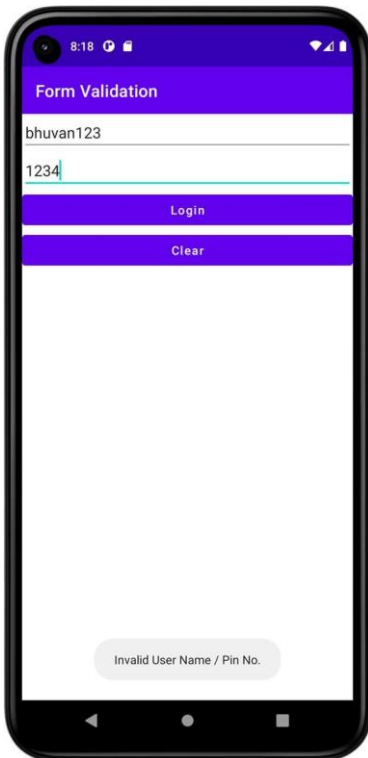 8:18
Form Validation
bhuvan123
1234
Login
Clear
Invalid User Name / Pin No.